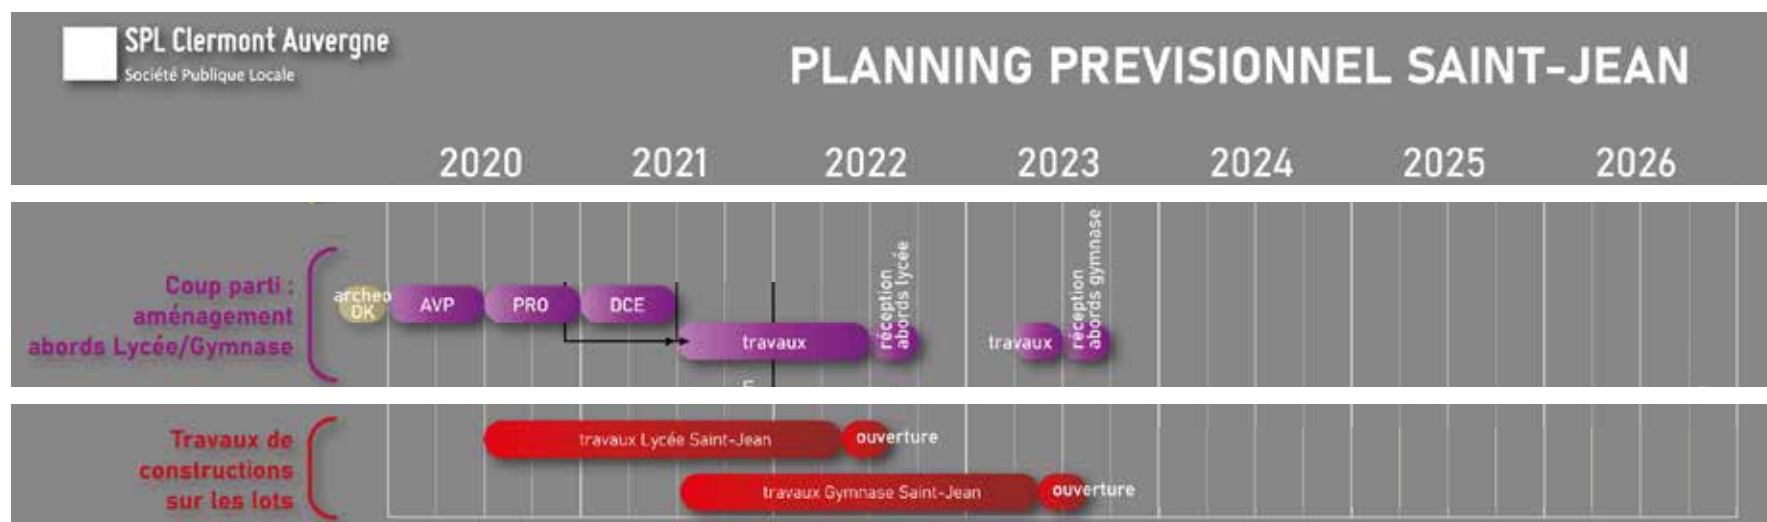 SPL Clermont Auvergne
Société Publique Locale
PLANNING PREVISIONNEL SAINT-JEAN
2020 2021 2022 2023 2024 2025 2026
Coup parti :
aménagement
abords Lycée/Gymnase
archeo
OK
AVP
PRO
DCE
travaux
réception
abords lycée
travaux
réception
abords gymnase
Travaux de
constructions
sur les lots
travaux Lycée Saint-Jean
ouverture
travaux Gymnase Saint-Jean
ouverture